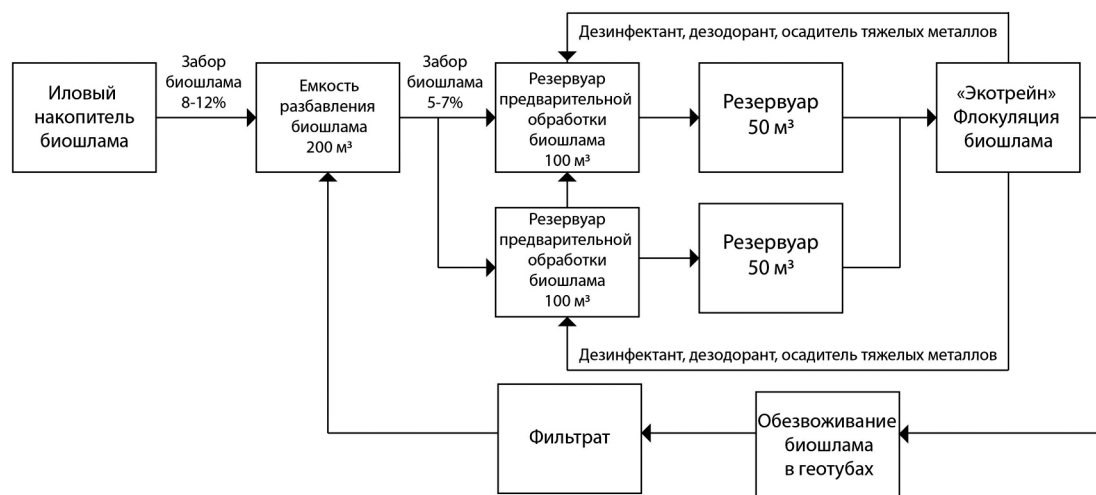 Дезинфектант, дезодорант, осадитель тяжелых металлов
Иловый
накопитель
биошлама
Забор
биошлама
8-12%
Емкость
разбавления
биошлама
200 м³
Забор
биошлама
5-7%
Резервуар
предварительной
обработки
биошлама
100 м³
Резервуар
50 м³
«Экотрейн»
Флокуляция
биошлама
Резервуар
предварительной
обработки
биошлама
100 м³
Резервуар
50 м³
Дезинфектант, дезодорант, осадитель тяжелых металлов
Фильтрат
Обезвоживание
биошлама
в геотубах